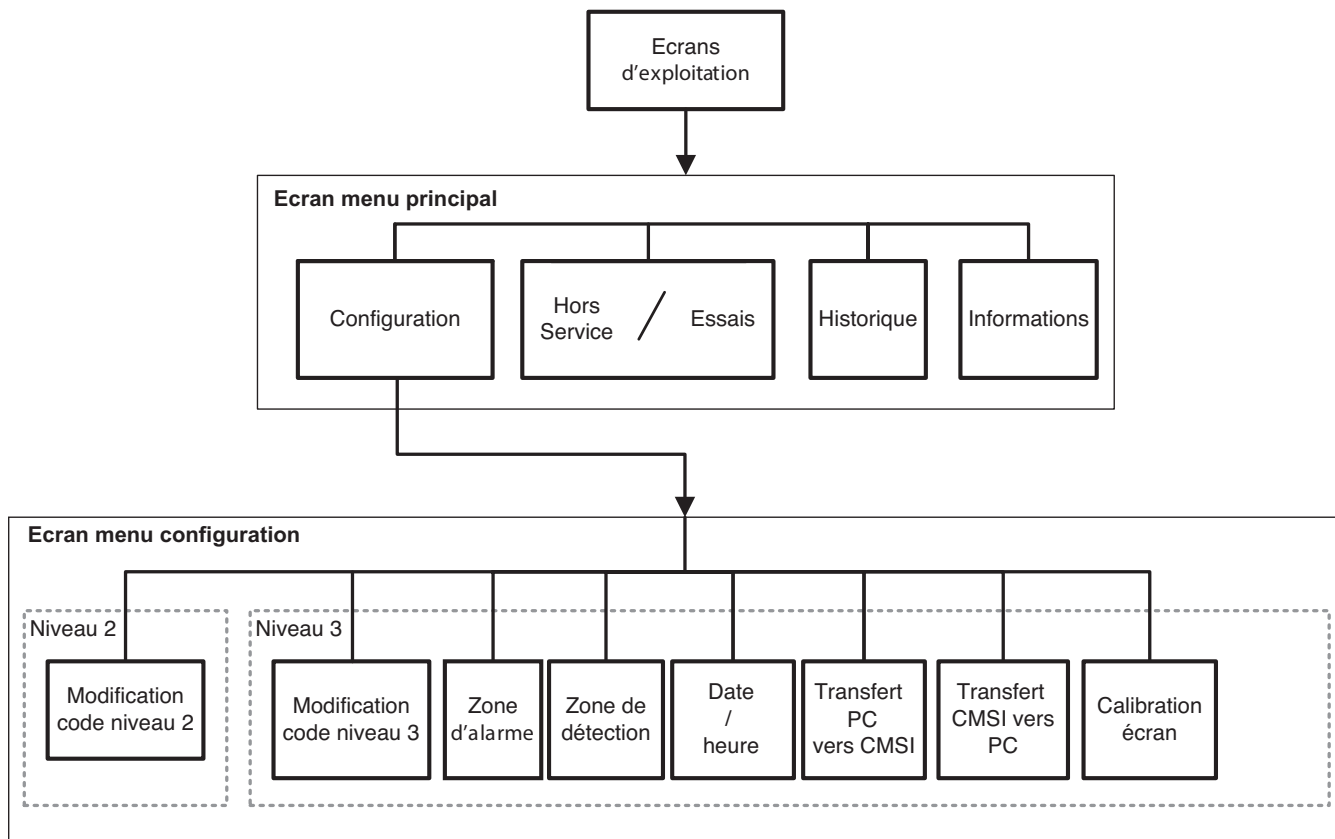 Ecrans
d'exploitation
Ecran menu principal
Configuration
Hors
Service
/
Essais
Historique
Informations
Ecran menu configuration
Niveau 2
Niveau 3
Modification
code niveau 2
Modification
code niveau 3
Zone
d'alarme
Zone de
détection
Date
/
heure
Transfert
PC
vers CMSI
Transfert
CMSI vers
PC
Calibration
écran